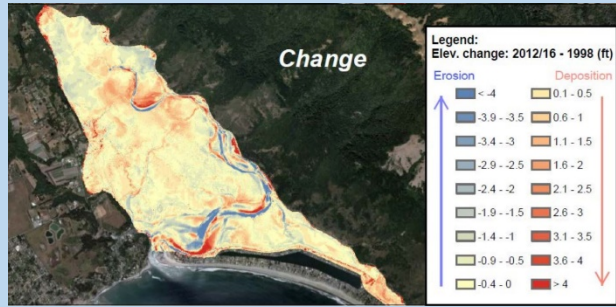 Change
Legend:
Elev. change: 2012/16 - 1998 (ft)
Erosion Deposition
< -4 0.1 - 0.5
-3.9 - -3.5 0.6 - 1
-3.4 - -3 1.1 - 1.5
-2.9 - -2.5 1.6 - 2
-2.4 - -2 2.1 - 2.5
-1.9 - -1.5 2.6 - 3
-1.4 - -1 3.1 - 3.5
-0.9 - -0.5 3.6 - 4
-0.4 - 0 > 4